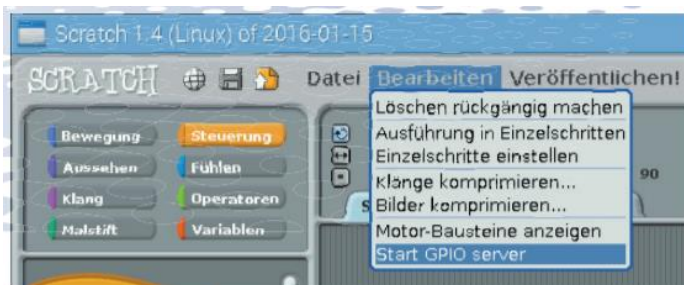 Scratch 1.4 (Linux) of 2016-01-15
SCRATCH Datei Bearbeiten Veröffentlichen!
Löschen rückgängig machen
Ausführung in Einzelschritten
Einzelschritte einstellen
Klänge komprimieren...
Bilder komprimieren...
Motor-Bausteine anzeigen
Start GPIO server
Bewegung Steuerung
Aussehen Fühlen
Klang Operatoren
Malstift Variablen
90
S